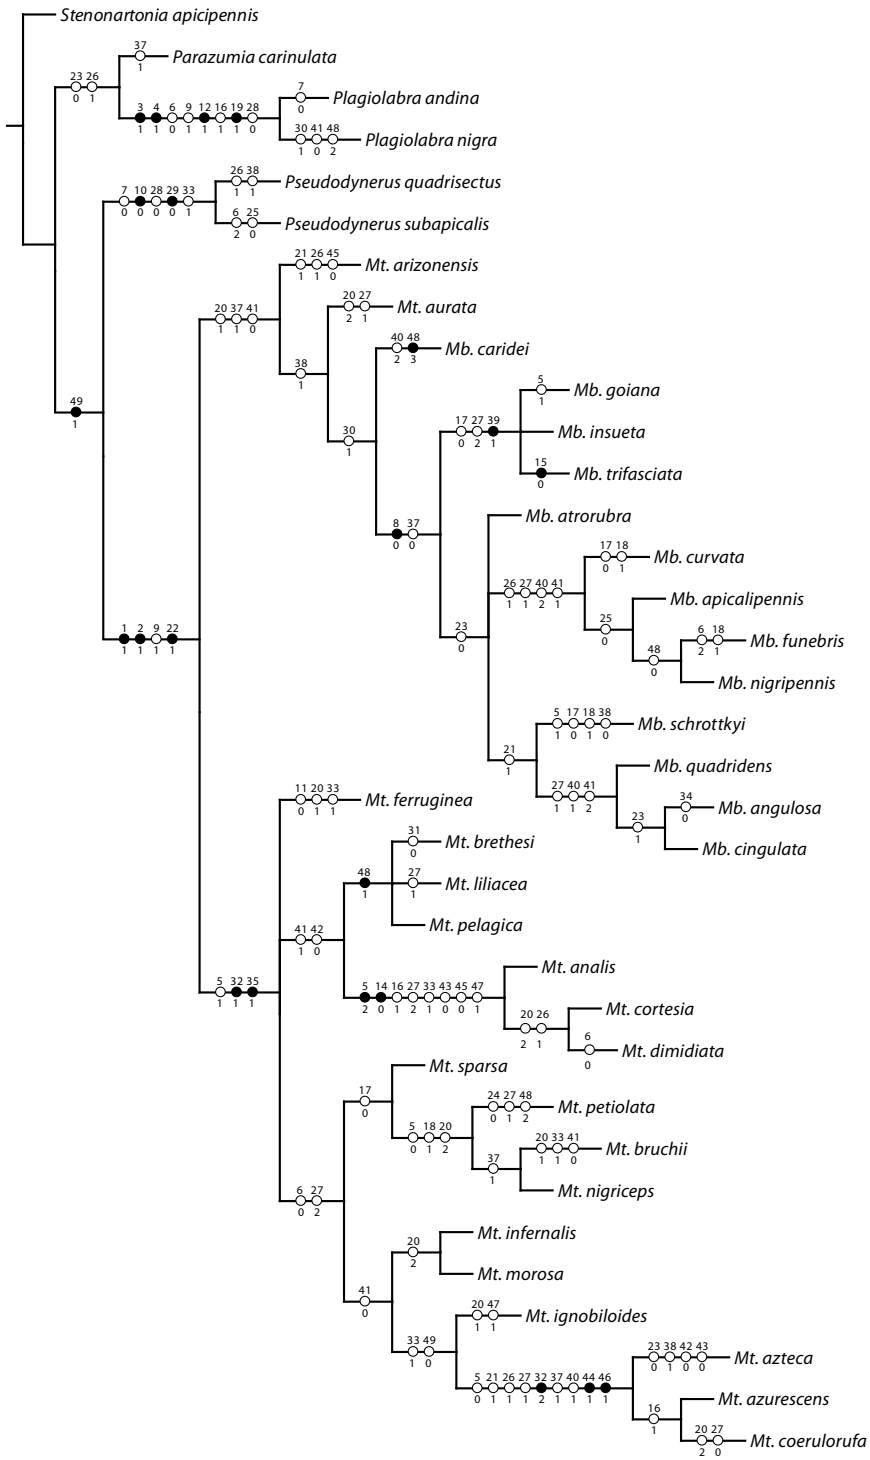 Stenonartonia apicipennis
37
Parazumia carinulata
1
23 26
0 1
7
Plagiolabra andina
0
3 4 6 9 12 16 19 28
1 1 0 1 1 1 1 0
30 41 48
Plagiolabra nigra
1 0 2
26 38
Pseudodynerus quadrisectus
1 1
7 10 28 29 33
0 0 0 0 1
6 25
Pseudodynerus subapicalis
2 0
21 26 45
Mt. arizonensis
1 1 0
20 27
Mt. aurata
2 1
20 37 41
1 1 0
40 48
Mb. caridei
2 3
38
1
5
Mb. goiana
1
49
1
30
1
17 27 39
Mb. insueta
0 2 1
15
Mb. trifasciata
0
Mb. atrorubra
8 37
0 0
17 18
Mb. curvata
0 1
26 27 40 41
1 1 2 1
Mb. apicalipennis
25
0
1 2 9 22
1 1 1 1
23
0
6 18
Mb. funebris
2 1
48
0
Mb. nigripennis
5 17 18 38
Mb. schrottkyi
1 0 1 0
21
1
Mb. quadridens
27 40 41
1 1 2
34
Mb. angulosa
0
23
1
11 20 33
Mt. ferruginea
0 1 1
Mb. cingulata
31
Mt. brethesi
0
48
1
27
Mt. liliacea
1
Mt. pelagica
41 42
1 0
Mt. analis
5 32 35
1 1 1
5 14 16 27 33 43 45 47
2 0 1 2 1 0 0 1
Mt. cortesia
20 26
2 1
6
Mt. dimidiata
0
Mt. sparsa
17
0
24 27 48
Mt. petiolata
0 1 2
5 18 20
0 1 2
20 33 41
Mt. bruchii
1 1 0
37
1
Mt. nigriceps
6 27
0 2
Mt. infernalis
20
2
Mt. morosa
41
0
20 47
Mt. ignobiloides
1 1
33 49
1 0
23 38 42 43
Mt. azteca
0 1 0 0
5 21 26 27 32 37 40 44 46
0 1 1 1 2 1 1 1 1
Mt. azurescens
16
1
20 27
Mt. coerulorufa
2 0